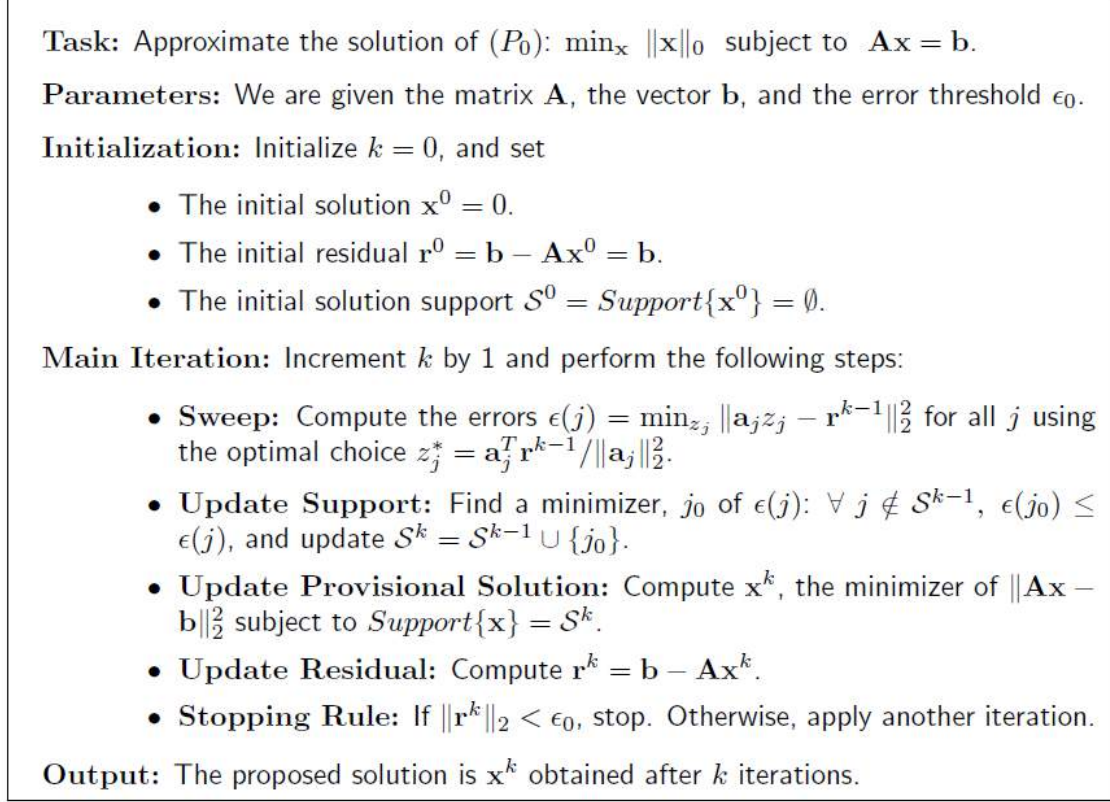 Task: Approximate the solution of (P₀): minₓ ‖x‖₀ subject to Ax = b.
Parameters: We are given the matrix A, the vector b, and the error threshold ϵ₀.
Initialization: Initialize k = 0, and set
• The initial solution x⁰ = 0.
• The initial residual r⁰ = b − Ax⁰ = b.
• The initial solution support 𝒮⁰ = Support{x⁰} = ∅.
Main Iteration: Increment k by 1 and perform the following steps:
• Sweep: Compute the errors ϵ(j) = min_{z_j} ‖a_j z_j − r^{k−1}‖₂² for all j using
the optimal choice z_j^* = a_j^T r^{k−1}/‖a_j‖₂².
• Update Support: Find a minimizer, j₀ of ϵ(j): ∀ j ∉ 𝒮^{k−1}, ϵ(j₀) ≤
ϵ(j), and update 𝒮^k = 𝒮^{k−1} ∪ {j₀}.
• Update Provisional Solution: Compute x^k, the minimizer of ‖Ax −
b‖₂² subject to Support{x} = 𝒮^k.
• Update Residual: Compute r^k = b − Ax^k.
• Stopping Rule: If ‖r^k‖₂ < ϵ₀, stop. Otherwise, apply another iteration.
Output: The proposed solution is x^k obtained after k iterations.